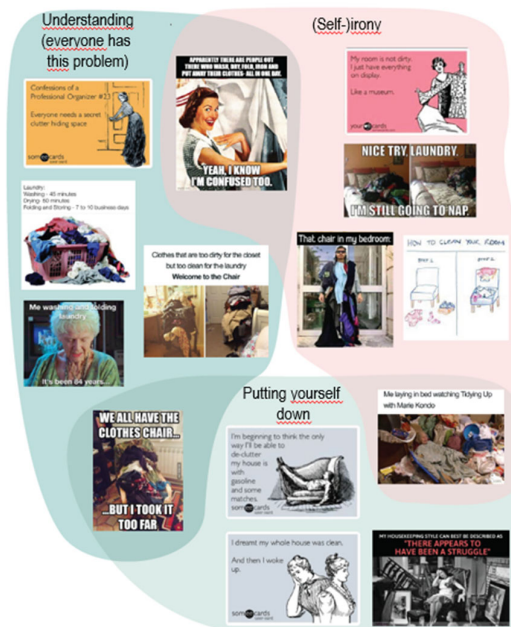 Understanding
(everyone has
this problem)
(Self-)irony
Confessions of a
Professional Organizer #23
Everyone needs a secret
clutter hiding space
somecards
APPARENTLY THERE ARE PEOPLE OUT
THERE WHO WASH, DRY, FOLD, IRON AND
PUT AWAY THEIR CLOTHES- ALL IN ONE DAY.
YEAH, I KNOW
I'M CONFUSED TOO.
My room is not dirty.
I just have everything
on display.
Like a museum.
yourecards
NICE TRY, LAUNDRY,
I'M STILL GOING TO NAP.
Laundry:
Washing - 45 minutes
Drying- 60 minutes
Folding and Storing - 7 to 10 business days
That chair in my bedroom:
HOW TO CLEAN YOUR ROOM
Clothes that are too dirty for the closet
but too clean for the laundry
Welcome to the Chair
Me washing and folding
laundry
It's been 84 years...
Putting yourself
down
Me laying in bed watching Tidying Up
with Marie Kondo
WE ALL HAVE THE
CLOTHES CHAIR...
...BUT I TOOK IT
TOO FAR
I'm beginning to think the only
way I'll be able to
de-clutter
my house is
with
gasoline
and some
matches.
somecards
I dreamt my whole house was clean.
And then I woke
up.
somecards
MY HOUSEKEEPING STYLE CAN BEST BE DESCRIBED AS
"THERE APPEARS TO
HAVE BEEN A STRUGGLE"